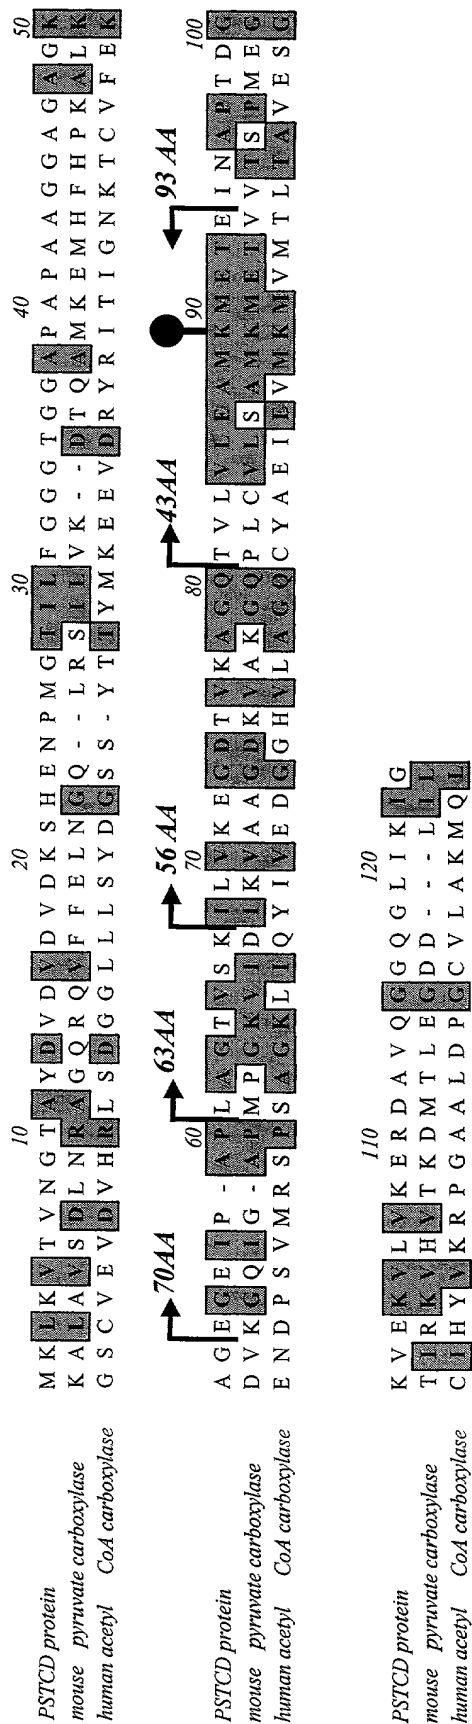 10 20 30 40 50
PSTCD protein M K L K V T V N G T A Y D V D V D V D K S H E N P M G T I L F G G G T G G A P A P A A G G A G A G K
mouse pyruvate carboxylase K A L A V S D L N R A G Q R Q V F F E L N G Q - - L R S I L V K - - D T Q A M K E M H F H P K A L K
human acetyl CoA carboxylase G S C V E V D V H R L S D G G L L L S Y D G S S - Y T T Y M K E E V D R Y R I T I G N K T C V F E K
70AA 63AA 56 AA 43AA 93 AA
60 70 80 90 100
PSTCD protein A G E G E I P - A P L A G T V S K I L V K E G D T V K A G Q T V L V L E A M K M E T E I N A P T D G
mouse pyruvate carboxylase D V K G Q I G - A P M P G K V I D I K V A A G D K V A K G Q P L C V L S A M K M E T V V T S P M E G
human acetyl CoA carboxylase E N D P S V M R S P S A G K L I Q Y I V E D G G H V L A G Q C Y A E I E V M K M V M T L T A V E S G
110 120
PSTCD protein K V E K V L V K E R D A V Q G G Q G L I K I G
mouse pyruvate carboxylase T I R K V H V T K D M T L E G D D - - - L I L
human acetyl CoA carboxylase C I H Y V K R P G A A L D P G C V L A K M Q L